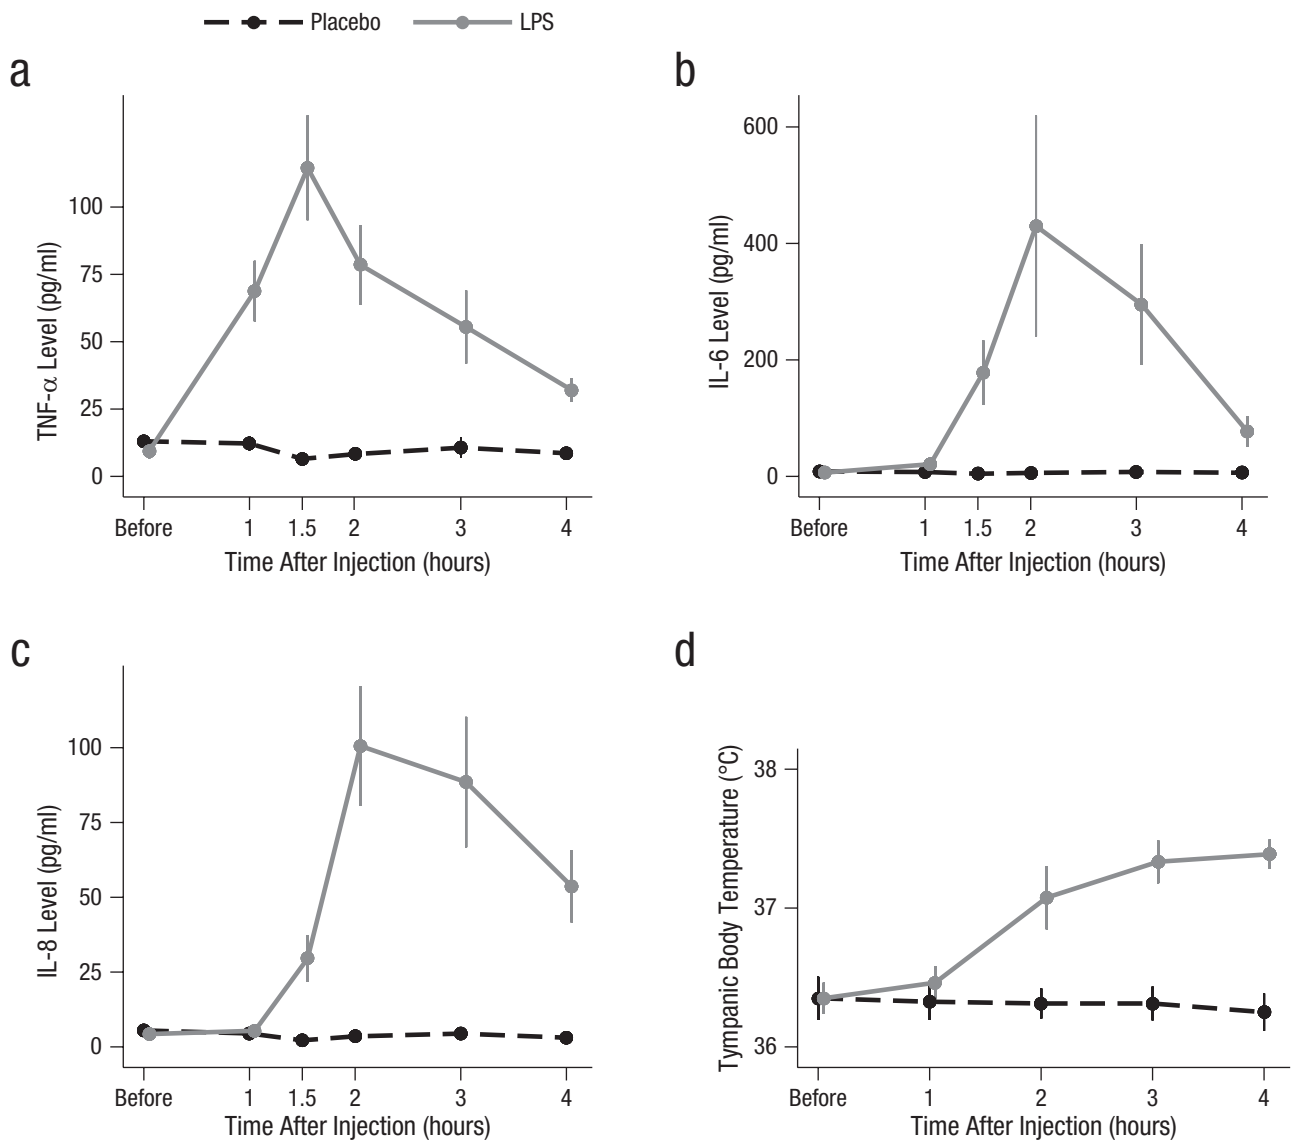 Placebo LPS
a
TNF-α Level (pg/ml)
100
75
50
25
0
Before 1 1.5 2 3 4
Time After Injection (hours)
b
IL-6 Level (pg/ml)
600
400
200
0
Before 1 1.5 2 3 4
Time After Injection (hours)
c
IL-8 Level (pg/ml)
100
75
50
25
0
Before 1 1.5 2 3 4
Time After Injection (hours)
d
Tympanic Body Temperature (°C)
38
37
36
Before 1 2 3 4
Time After Injection (hours)